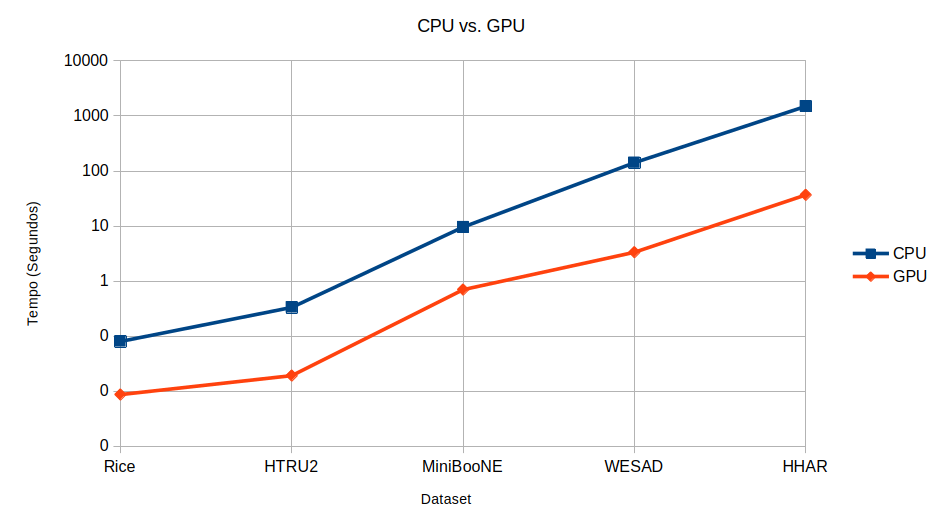 CPU vs. GPU
10000
1000
100
10
1
0
0
0
Tempo (Segundos)
Rice HTRU2 MiniBooNE WESAD HHAR
Dataset
CPU
GPU